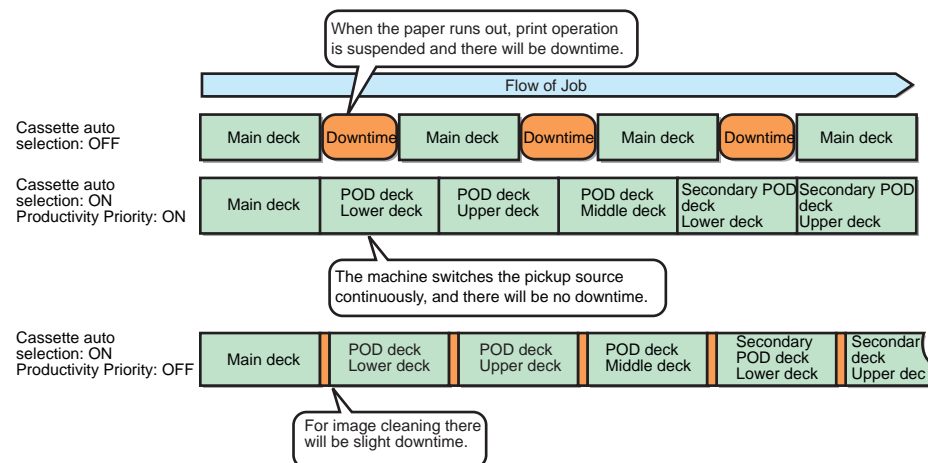 When the paper runs out, print operation
is suspended and there will be downtime.
Flow of Job
Cassette auto
selection: OFF
Main deck
Downtime
Main deck
Downtime
Main deck
Downtime
Main deck
Cassette auto
selection: ON
Productivity Priority: ON
Main deck
POD deck
Lower deck
POD deck
Upper deck
POD deck
Middle deck
Secondary POD
deck
Lower deck
Secondary POD
deck
Upper deck
The machine switches the pickup source
continuously, and there will be no downtime.
Cassette auto
selection: ON
Productivity Priority: OFF
Main deck
POD deck
Lower deck
POD deck
Upper deck
POD deck
Middle deck
Secondary
POD deck
Lower deck
Secondar
deck
Upper dec
For image cleaning there
will be slight downtime.